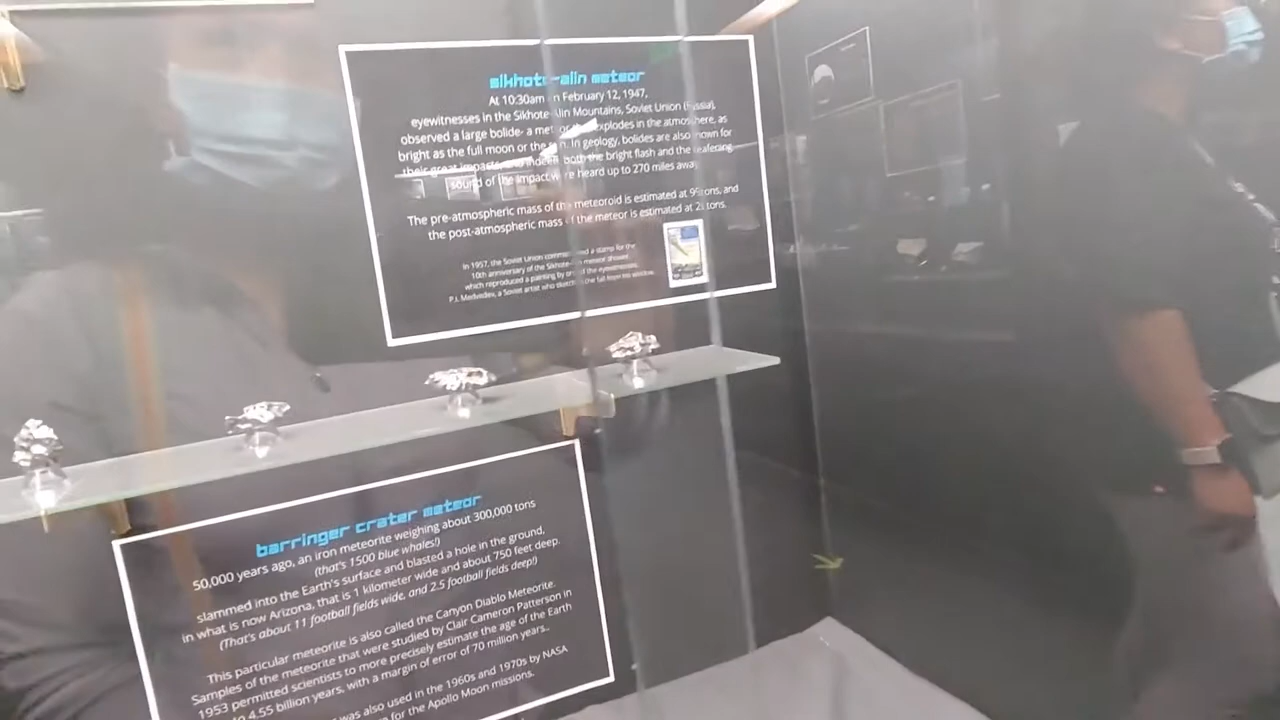 sikhote-alin meteor
At 10:30am on February 12, 1947,
eyewitnesses in the Sikhote-Alin Mountains, Soviet Union (Russia),
observed a large bolide- a meteor that explodes in the atmosphere, as
bright as the full moon or the sun. In geology, bolides are also known for
their great impacts, and indeed, both the bright flash and the deafening
sound of the impact were heard up to 270 miles away.
The pre-atmospheric mass of the meteoroid is estimated at tons, and
the post-atmospheric mass of the meteor is estimated at tons.
In 1957, the Soviet Union a stamp for the
10th anniversary of the Sikhote-Alin meteor shower,
which reproduced a painting by one of the eyewitnesses,
P.I. Medvedev, a Soviet artist who the fall from his window.
barringer crater meteor
50,000 years ago, an iron meteorite weighing about 300,000 tons
(that's 1500 blue whales!)
slammed into the Earth's surface and blasted a hole in the ground,
in what is now Arizona, that is 1 kilometer wide and about 750 feet deep.
(That's about 11 football fields wide, and 2.5 football fields deep!)
This particular meteorite is also called the Canyon Diablo Meteorite.
Samples of the meteorite that were studied by Clair Cameron Patterson in
1953 permitted scientists to more precisely estimate the age of the Earth
to 4.55 billion years, with a margin of error of 70 million years.
was also used in the 1960s and 1970s by NASA
for the Apollo Moon missions.